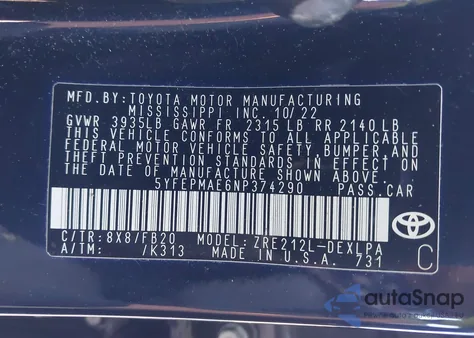 MFD.BY:TOYOTA MOTOR MANUFACTURING
MISSISSIPPI INC. 10/22
GVWR 3935LB GAWR FR 2315 LB RR 2140 LB
THIS VEHICLE CONFORMS TO ALL APPLICABLE
FEDERAL MOTOR VEHICLE SAFETY,BUMPER AND
THEFT PREVENTION STANDARDS IN EFFECT ON
THE DATE OF MANUFACTURE SHOWN ABOVE.
5YFEPMAE6NP374290 PASS.CAR
C/TR:8X8/FB20 MODEL:ZRE212L-DEXLPA
A/TM: /K313 MADE IN U.S.A. 731
C
TOYOTA
autoSnap